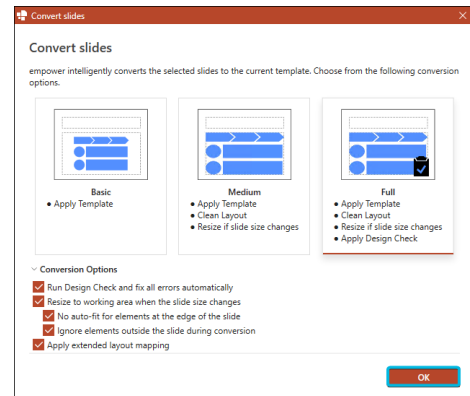 Convert slides
Convert slides
empower intelligently converts the selected slides to the current template. Choose from the following conversion
options.
Basic
• Apply Template
Medium
• Apply Template
• Clean Layout
• Resize if slide size changes
Full
• Apply Template
• Clean Layout
• Resize if slide size changes
• Apply Design Check
Conversion Options
Run Design Check and fix all errors automatically
Resize to working area when the slide size changes
No auto-fit for elements at the edge of the slide
Ignore elements outside the slide during conversion
Apply extended layout mapping
OK